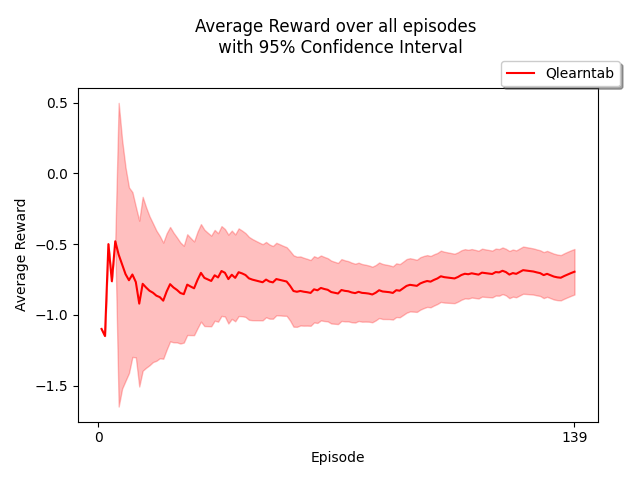 Average Reward over all episodes
with 95% Confidence Interval
Qlearntab
0.5
0.0
−0.5
−1.0
−1.5
Average Reward
0
139
Episode